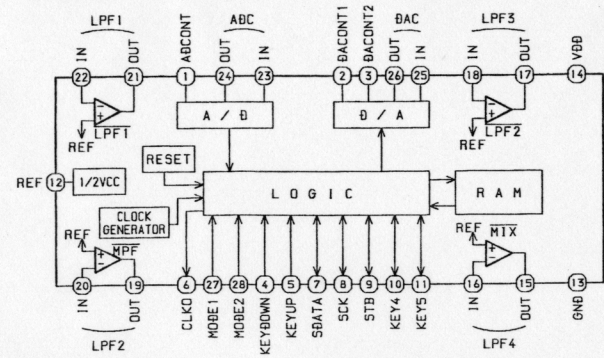 LPF1 ADC DAC LPF3
IN OUT ADCONT OUT IN DACONT1 DACONT2 OUT IN IN OUT VDD
22 21 1 24 23 2 3 26 25 18 17 14
A / D D / A
LPF1 LPF2
REF REF
RESET
REF 12 1/2VCC LOGIC RAM
CLOCK
GENERATOR
REF MPF REF MIX
20 19 6 27 28 4 5 7 8 9 10 11 16 15 13
IN OUT CLKO MODE1 MODE2 KEYDOWN KEYUP SDATA SCK STB KEY4 KEY5 IN OUT GND
LPF2 LPF4